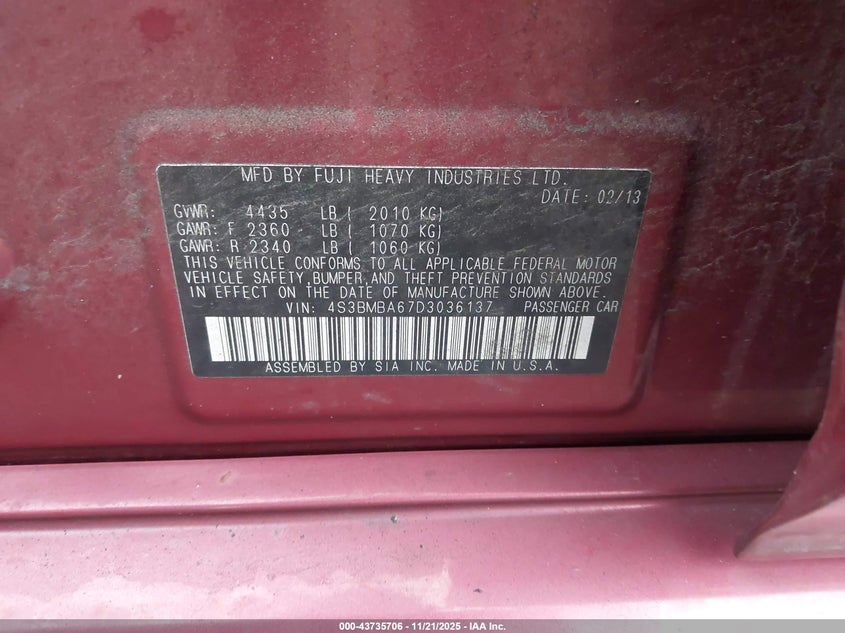 MFD BY FUJI HEAVY INDUSTRIES LTD.
DATE: 02/13
GVWR: 4435 LB ( 2010 KG)
GAWR: F 2360 LB ( 1070 KG)
GAWR: R 2340 LB ( 1060 KG)
THIS VEHICLE CONFORMS TO ALL APPLICABLE FEDERAL MOTOR
VEHICLE SAFETY,BUMPER,AND THEFT PREVENTION STANDARDS
IN EFFECT ON THE DATE OF MANUFACTURE SHOWN ABOVE.
VIN: 4S3BMBA67D3036137 PASSENGER CAR
ASSEMBLED BY SIA INC. MADE IN U.S.A.
000-43735706 - 11/21/2025 - IAA Inc.